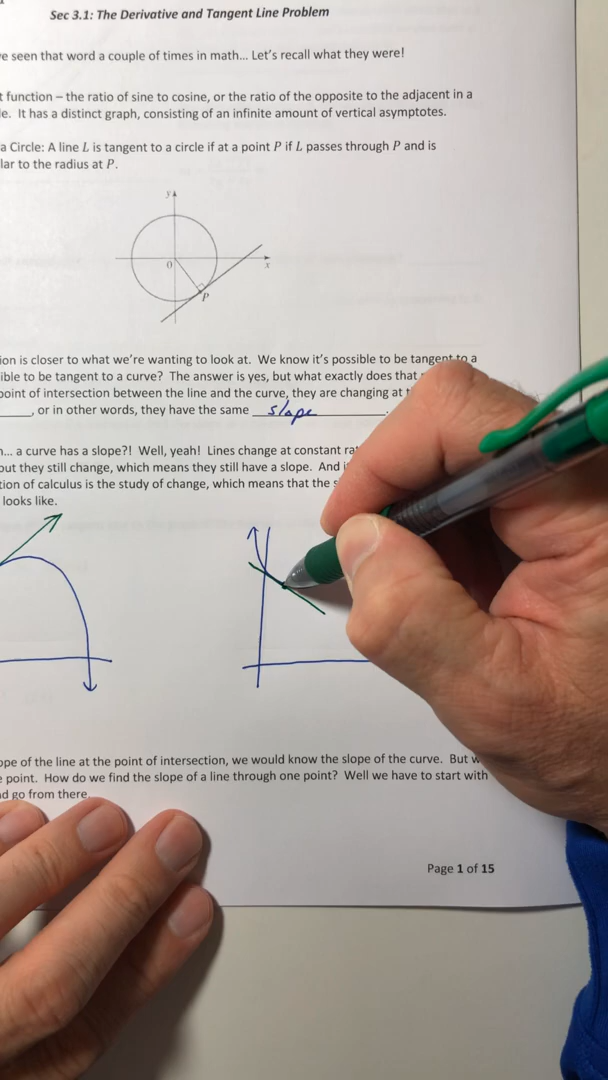 Sec 3.1: The Derivative and Tangent Line Problem
e seen that word a couple of times in math... Let's recall what they were!
t function – the ratio of sine to cosine, or the ratio of the opposite to the adjacent in a
le. It has a distinct graph, consisting of an infinite amount of vertical asymptotes.
a Circle: A line L is tangent to a circle if at a point P if L passes through P and is
lar to the radius at P.
y
0
x
P
ion is closer to what we're wanting to look at. We know it's possible to be tangent to a
ible to be tangent to a curve? The answer is yes, but what exactly does that
point of intersection between the line and the curve, they are changing at
, or in other words, they have the same slope.
... a curve has a slope?! Well, yeah! Lines change at constant
but they still change, which means they still have a slope. And
tion of calculus is the study of change, which means that the
looks like.
ope of the line at the point of intersection, we would know the slope of the curve. But
e point. How do we find the slope of a line through one point? Well we have to start with
nd go from there.
Page 1 of 15